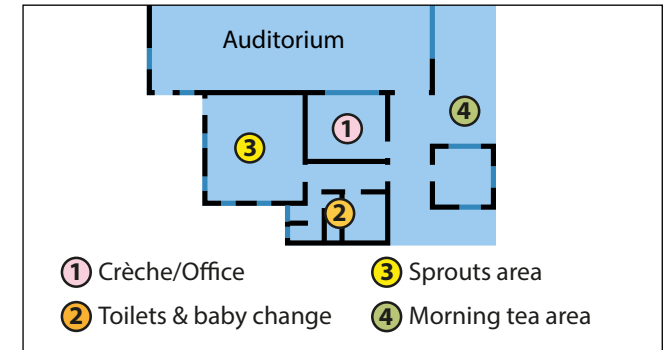 Auditorium
4
1
3
2
1 Crèche/Office
3 Sprouts area
2 Toilets & baby change
4 Morning tea area